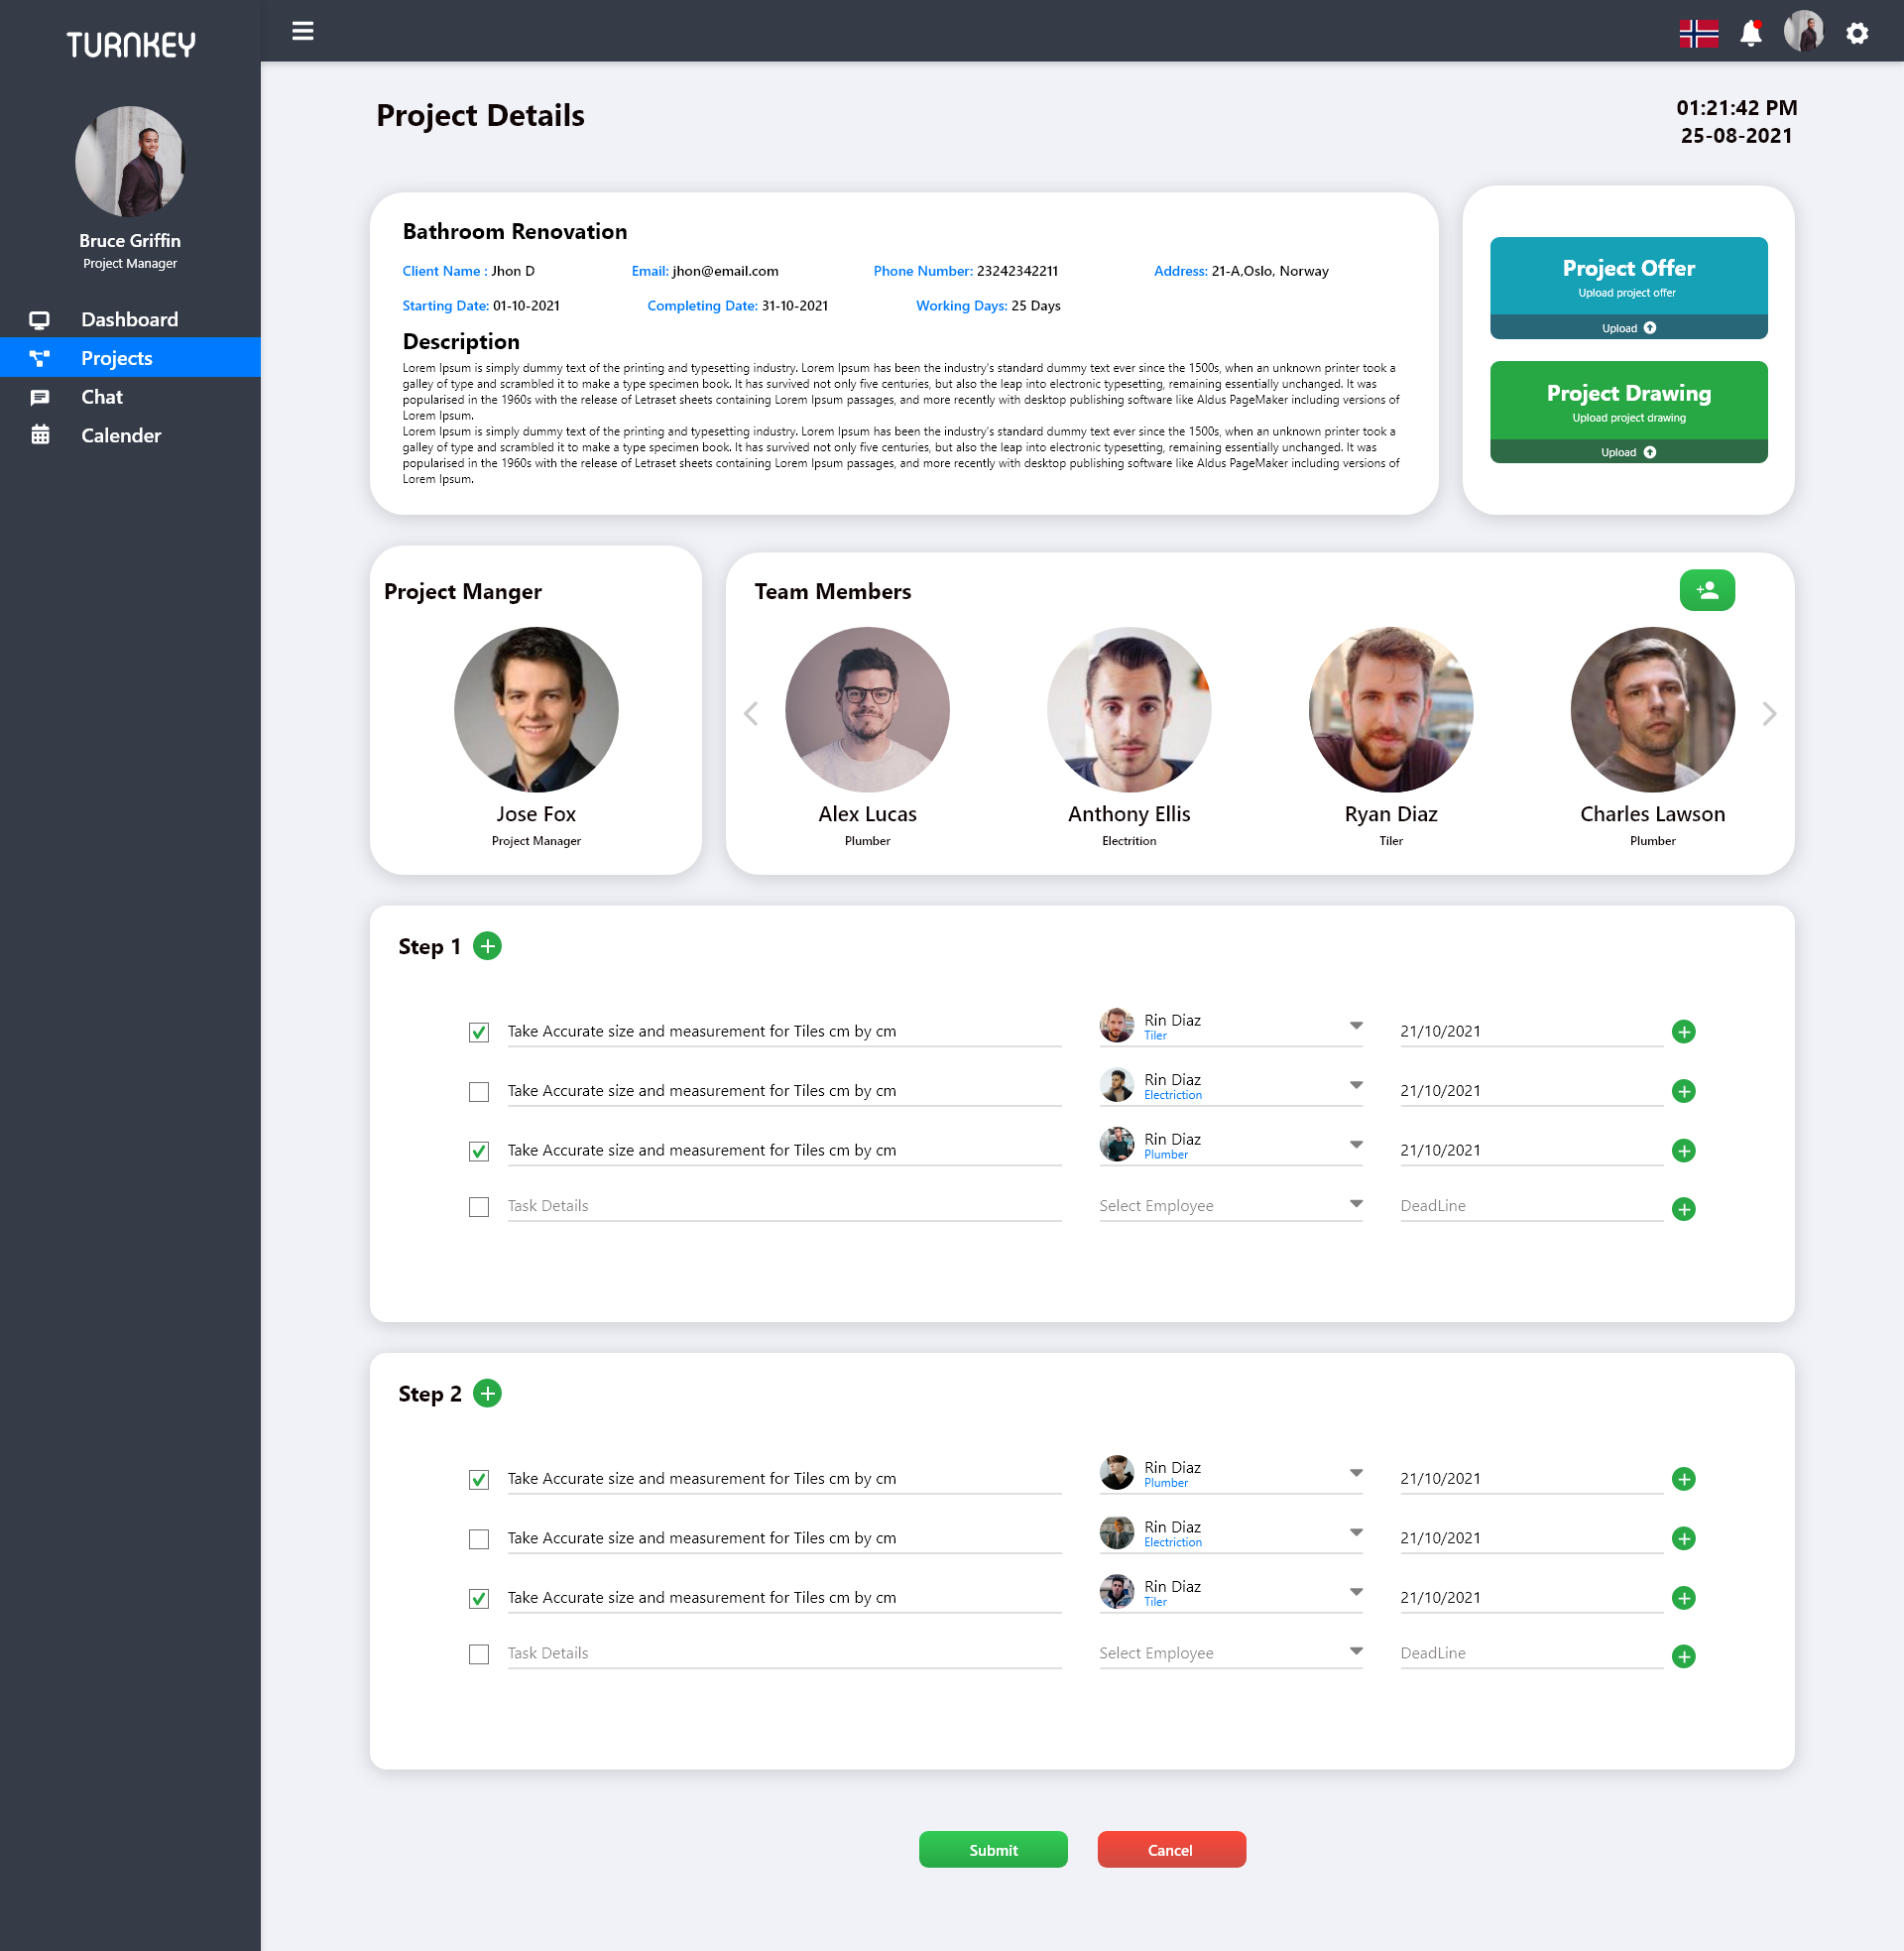 TURNKEY
Bruce Griffin
Project Manager
Dashboard
Projects
Chat
Calender
Project Details
01:21:42 PM
25-08-2021
Bathroom Renovation
Client Name : Jhon D
Email: jhon@email.com
Phone Number: 23242342211
Address: 21-A,Oslo, Norway
Starting Date: 01-10-2021
Completing Date: 31-10-2021
Working Days: 25 Days
Description
Lorem Ipsum is simply dummy text of the printing and typesetting industry. Lorem Ipsum has been the industry's standard dummy text ever since the 1500s, when an unknown printer took a
galley of type and scrambled it to make a type specimen book. It has survived not only five centuries, but also the leap into electronic typesetting, remaining essentially unchanged. It was
popularised in the 1960s with the release of Letraset sheets containing Lorem Ipsum passages, and more recently with desktop publishing software like Aldus PageMaker including versions of
Lorem Ipsum.
Lorem Ipsum is simply dummy text of the printing and typesetting industry. Lorem Ipsum has been the industry's standard dummy text ever since the 1500s, when an unknown printer took a
galley of type and scrambled it to make a type specimen book. It has survived not only five centuries, but also the leap into electronic typesetting, remaining essentially unchanged. It was
popularised in the 1960s with the release of Letraset sheets containing Lorem Ipsum passages, and more recently with desktop publishing software like Aldus PageMaker including versions of
Lorem Ipsum.
Project Offer
Upload project offer
Upload
Project Drawing
Upload project drawing
Upload
Project Manger
Jose Fox
Project Manager
Team Members
Alex Lucas
Plumber
Anthony Ellis
Electrition
Ryan Diaz
Tiler
Charles Lawson
Plumber
Step 1
Take Accurate size and measurement for Tiles cm by cm
Rin Diaz
Tiler
21/10/2021
Take Accurate size and measurement for Tiles cm by cm
Rin Diaz
Electriction
21/10/2021
Take Accurate size and measurement for Tiles cm by cm
Rin Diaz
Plumber
21/10/2021
Task Details
Select Employee
DeadLine
Step 2
Take Accurate size and measurement for Tiles cm by cm
Rin Diaz
Plumber
21/10/2021
Take Accurate size and measurement for Tiles cm by cm
Rin Diaz
Electriction
21/10/2021
Take Accurate size and measurement for Tiles cm by cm
Rin Diaz
Tiler
21/10/2021
Task Details
Select Employee
DeadLine
Submit
Cancel